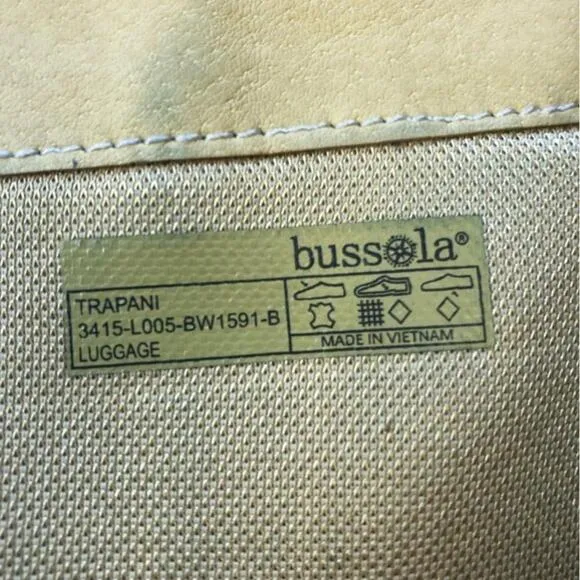 bussola®
TRAPANI
3415-L005-BW1591-B
LUGGAGE
MADE IN VIETNAM